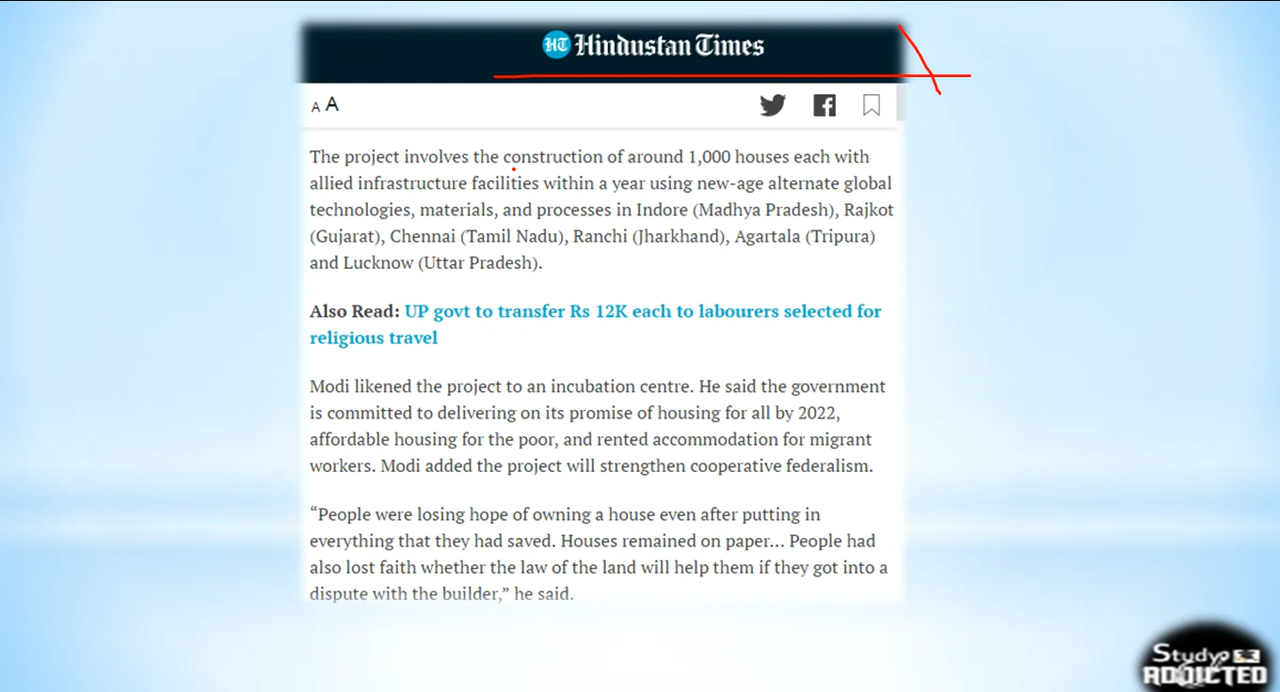 HT Hindustan Times
A A
The project involves the construction of around 1,000 houses each with
allied infrastructure facilities within a year using new-age alternate global
technologies, materials, and processes in Indore (Madhya Pradesh), Rajkot
(Gujarat), Chennai (Tamil Nadu), Ranchi (Jharkhand), Agartala (Tripura)
and Lucknow (Uttar Pradesh).
Also Read: UP govt to transfer Rs 12K each to labourers selected for
religious travel
Modi likened the project to an incubation centre. He said the government
is committed to delivering on its promise of housing for all by 2022,
affordable housing for the poor, and rented accommodation for migrant
workers. Modi added the project will strengthen cooperative federalism.
“People were losing hope of owning a house even after putting in
everything that they had saved. Houses remained on paper... People had
also lost faith whether the law of the land will help them if they got into a
dispute with the builder,” he said.
Study
ADDICTED